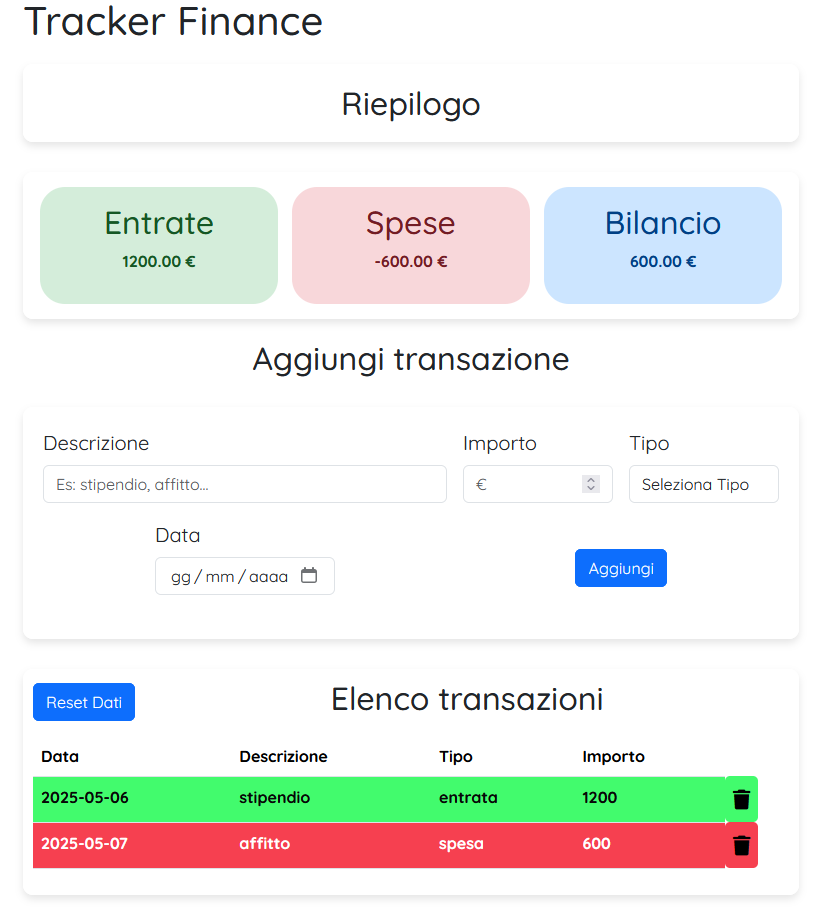 Tracker Finance
Riepilogo
Entrate Spese Bilancio
1200.00 € -600.00 € 600.00 €
Aggiungi transazione
Descrizione Importo Tipo
Es: stipendio, affitto... € Seleziona Tipo
Data
gg/mm/aaaa Aggiungi
Reset Dati Elenco transazioni
Data Descrizione Tipo Importo
2025-05-06 stipendio entrata 1200
2025-05-07 affitto spesa 600